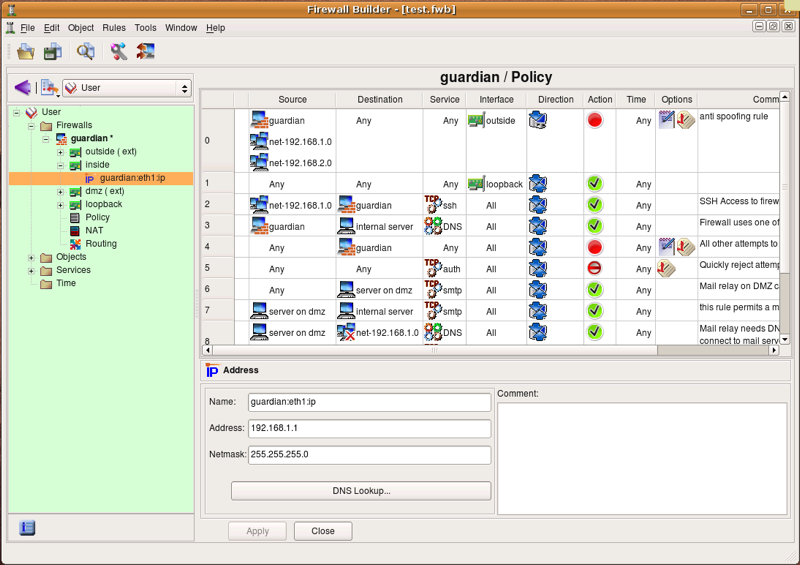 Firewall Builder - [test.fwb]
File Edit Object Rules Tools Window Help
User
User
Firewalls
guardian *
outside ( ext)
inside
guardian:eth1:ip
dmz ( ext)
loopback
Policy
NAT
Routing
Objects
Services
Time
guardian / Policy
Source Destination Service Interface Direction Action Time Options Comm
0 guardian Any Any outside Any anti spoofing rule
net-192.168.1.0
net-192.168.2.0
1 Any Any Any loopback Any
2 net-192.168.1.0 guardian TCP ssh All Any SSH Access to firew
3 guardian internal server DNS All Any Firewall uses one of
4 Any guardian Any All Any All other attempts to
5 Any Any TCP auth All Any Quickly reject attemp
6 Any server on dmz TCP smtp All Any Mail relay on DMZ c
7 server on dmz internal server TCP smtp All Any this rule permits a m
8 server on dmz net-192.168.1.0 DNS All Any Mail relay needs DN
connect to mail serv
IP Address
Name: guardian:eth1:ip
Address: 192.168.1.1
Netmask: 255.255.255.0
DNS Lookup...
Comment:
Apply Close